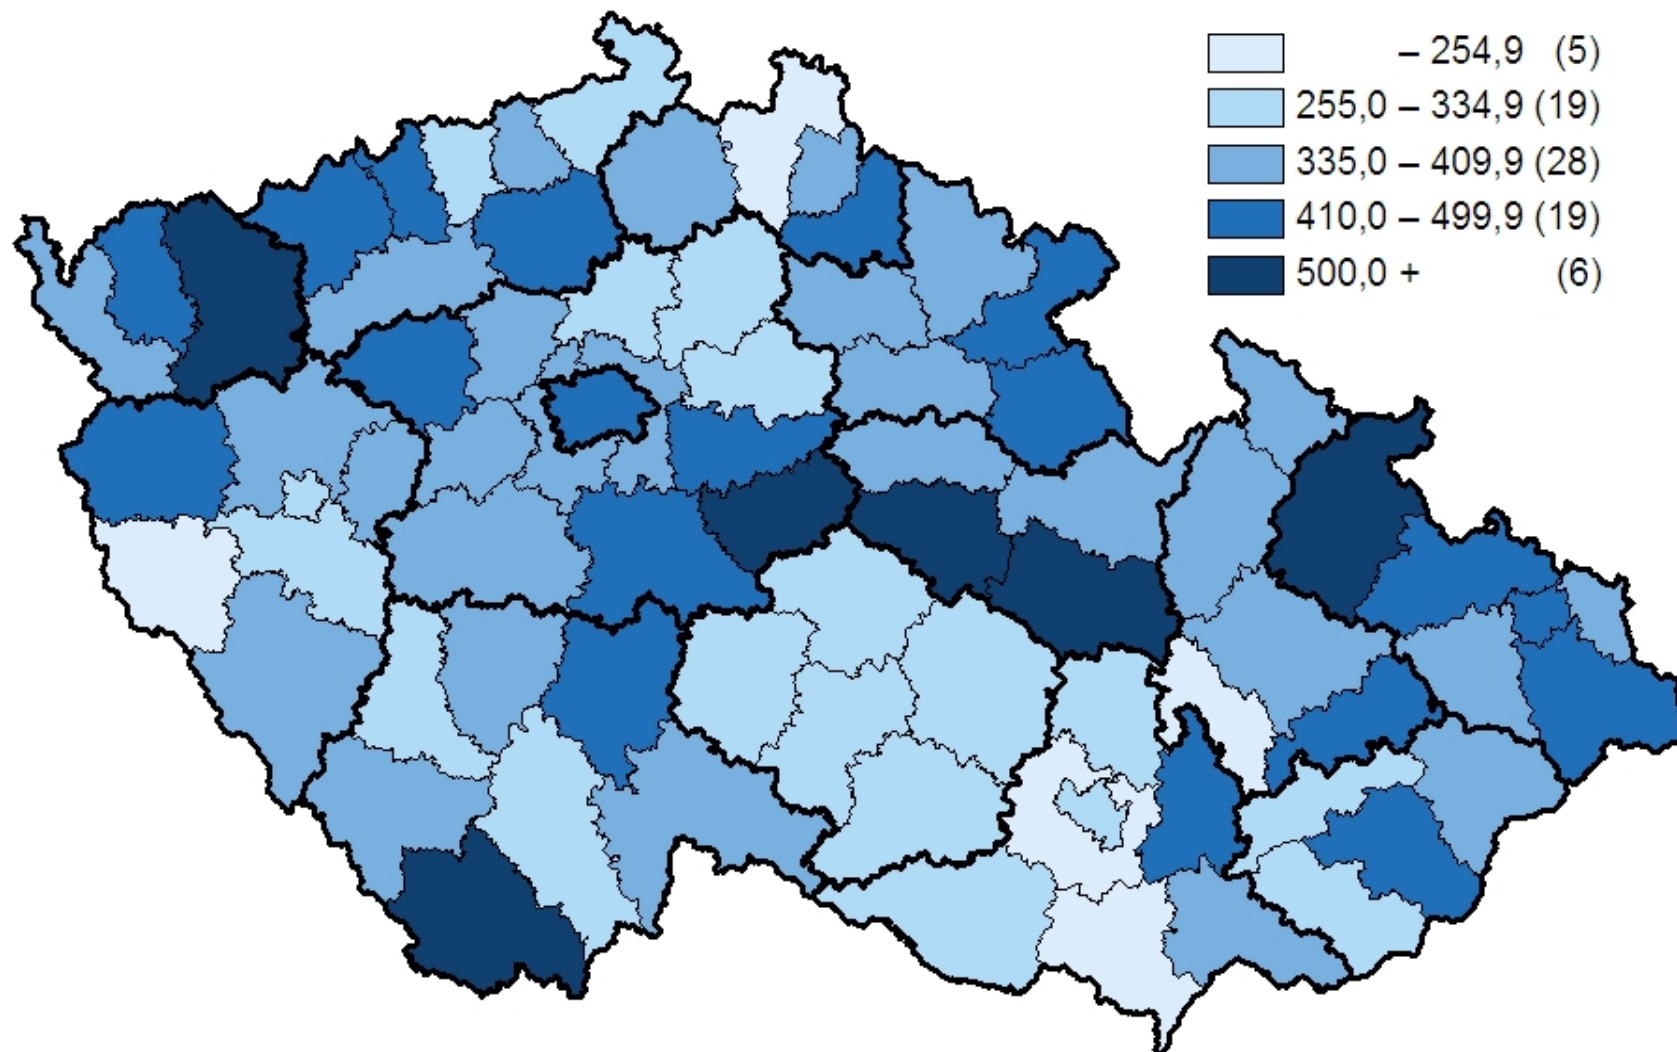 – 254,9 (5)
255,0 – 334,9 (19)
335,0 – 409,9 (28)
410,0 – 499,9 (19)
500,0 + (6)